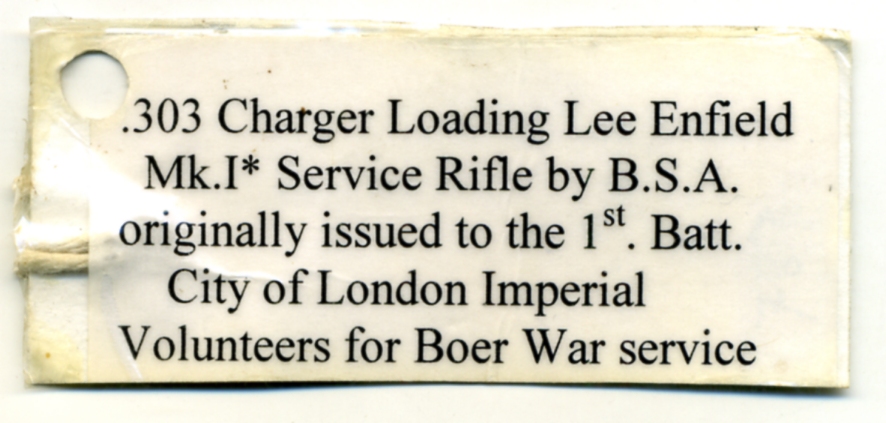 .303 Charger Loading Lee Enfield
Mk.I* Service Rifle by B.S.A.
originally issued to the 1st. Batt.
City of London Imperial
Volunteers for Boer War service